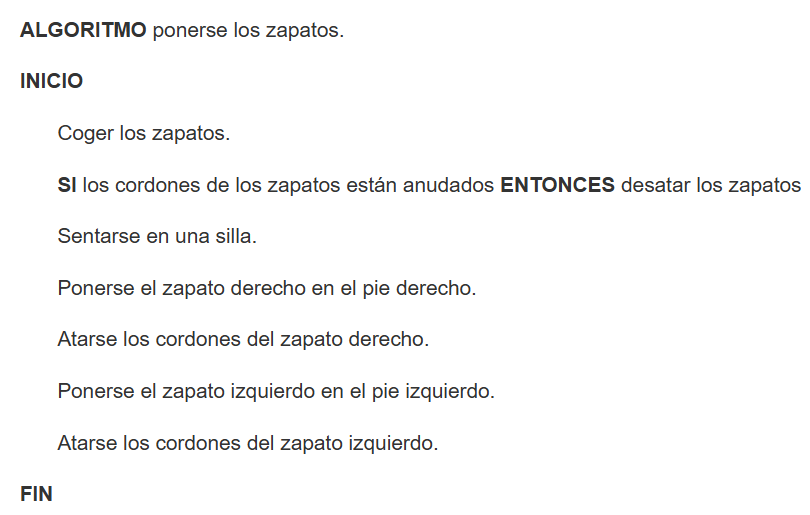 ALGORITMO ponerse los zapatos.
INICIO
Coger los zapatos.
SI los cordones de los zapatos están anudados ENTONCES desatar los zapatos
Sentarse en una silla.
Ponerse el zapato derecho en el pie derecho.
Atarse los cordones del zapato derecho.
Ponerse el zapato izquierdo en el pie izquierdo.
Atarse los cordones del zapato izquierdo.
FIN